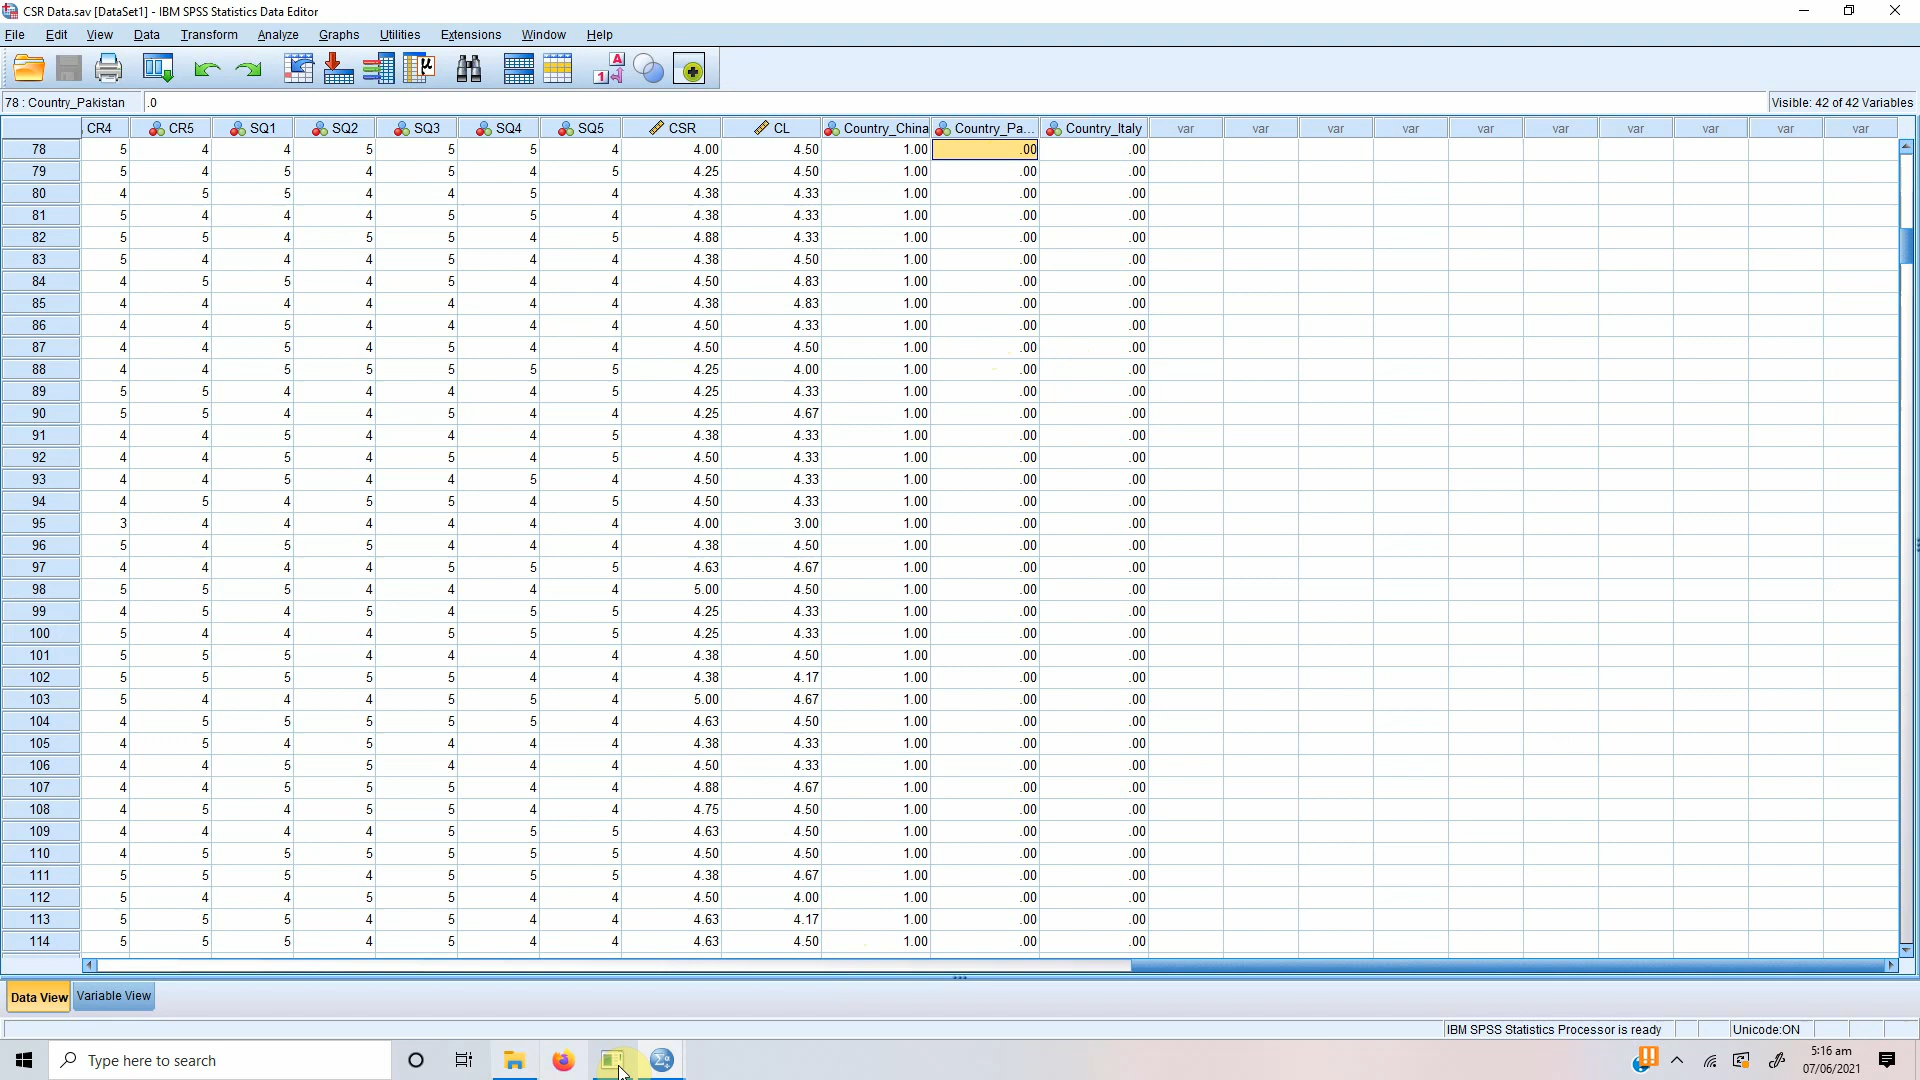 CSR Data.sav [DataSet1] - IBM SPSS Statistics Data Editor
File Edit View Data Transform Analyze Graphs Utilities Extensions Window Help
78 : Country_Pakistan .0 Visible: 42 of 42 Variables
CR4 CR5 SQ1 SQ2 SQ3 SQ4 SQ5 CSR CL Country_China Country_Pa... Country_Italy var var var var var var var var var var
78 5 4 4 5 5 5 4 4.00 4.50 1.00 .00 .00
79 5 4 5 4 5 4 5 4.25 4.50 1.00 .00 .00
80 4 5 5 4 4 5 4 4.38 4.33 1.00 .00 .00
81 5 4 4 4 5 5 4 4.38 4.33 1.00 .00 .00
82 5 5 4 5 5 4 5 4.88 4.33 1.00 .00 .00
83 5 4 4 4 5 4 4 4.38 4.50 1.00 .00 .00
84 4 5 5 4 4 4 4 4.50 4.83 1.00 .00 .00
85 4 4 4 4 4 4 4 4.38 4.83 1.00 .00 .00
86 4 4 5 4 4 4 4 4.50 4.33 1.00 .00 .00
87 4 4 5 4 5 4 4 4.50 4.50 1.00 .00 .00
88 4 4 5 5 5 5 4 4.25 4.00 1.00 .00 .00
89 5 5 4 4 4 4 5 4.25 4.33 1.00 .00 .00
90 5 5 4 4 5 4 4 4.25 4.67 1.00 .00 .00
91 4 4 5 4 4 4 5 4.38 4.33 1.00 .00 .00
92 4 4 5 4 5 4 5 4.50 4.33 1.00 .00 .00
93 4 4 5 4 4 5 4 4.50 4.33 1.00 .00 .00
94 4 5 4 5 5 4 5 4.50 4.33 1.00 .00 .00
95 3 4 4 4 4 4 4 4.00 3.00 1.00 .00 .00
96 5 4 5 5 4 4 4 4.38 4.50 1.00 .00 .00
97 4 4 5 4 5 5 4 4.63 4.67 1.00 .00 .00
98 5 5 5 4 4 4 4 5.00 4.50 1.00 .00 .00
99 4 5 4 5 4 5 5 4.25 4.33 1.00 .00 .00
100 5 4 4 4 5 5 5 4.25 4.33 1.00 .00 .00
101 5 5 5 4 4 4 4 4.38 4.50 1.00 .00 .00
102 5 5 5 4 5 4 4 4.38 4.17 1.00 .00 .00
103 5 4 4 4 5 5 4 5.00 4.67 1.00 .00 .00
104 4 5 5 5 5 4 4 4.63 4.50 1.00 .00 .00
105 4 5 4 5 4 4 4 4.38 4.33 1.00 .00 .00
106 4 4 5 5 4 4 4 4.50 4.33 1.00 .00 .00
107 4 4 5 5 5 4 4 4.88 4.67 1.00 .00 .00
108 4 5 4 5 5 4 4 4.75 4.50 1.00 .00 .00
109 4 4 4 4 5 5 5 4.63 4.50 1.00 .00 .00
110 4 5 5 5 5 5 5 4.50 4.50 1.00 .00 .00
111 5 5 5 4 5 4 4 4.38 4.67 1.00 .00 .00
112 5 4 4 5 5 4 4 4.50 4.00 1.00 .00 .00
113 5 5 5 4 5 4 4 4.63 4.17 1.00 .00 .00
114 5 5 5 4 5 4 4 4.63 4.50 1.00 .00 .00
Data View Variable View
IBM SPSS Statistics Processor is ready Unicode:ON
Type here to search
5:16 am
07/06/2021